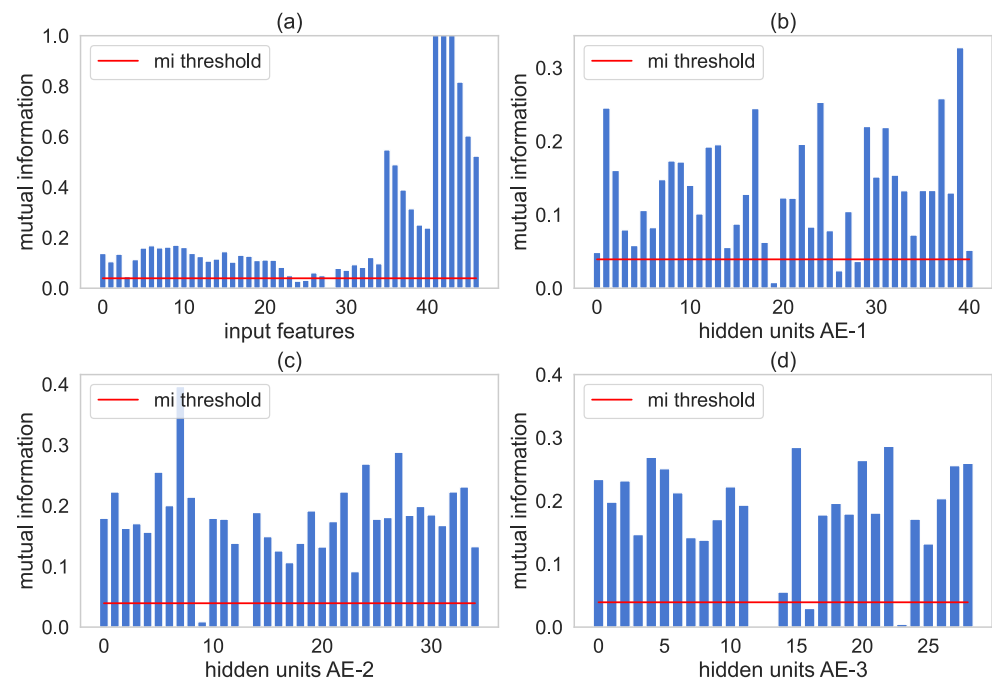 (a)
mutual information
1.0
0.8
0.6
0.4
0.2
0.0
mi threshold
0 10 20 30 40
input features
(b)
mutual information
0.3
0.2
0.1
0.0
mi threshold
0 10 20 30 40
hidden units AE-1
(c)
mutual information
0.4
0.3
0.2
0.1
0.0
mi threshold
0 10 20 30
hidden units AE-2
(d)
mutual information
0.4
0.3
0.2
0.1
0.0
mi threshold
0 5 10 15 20 25
hidden units AE-3